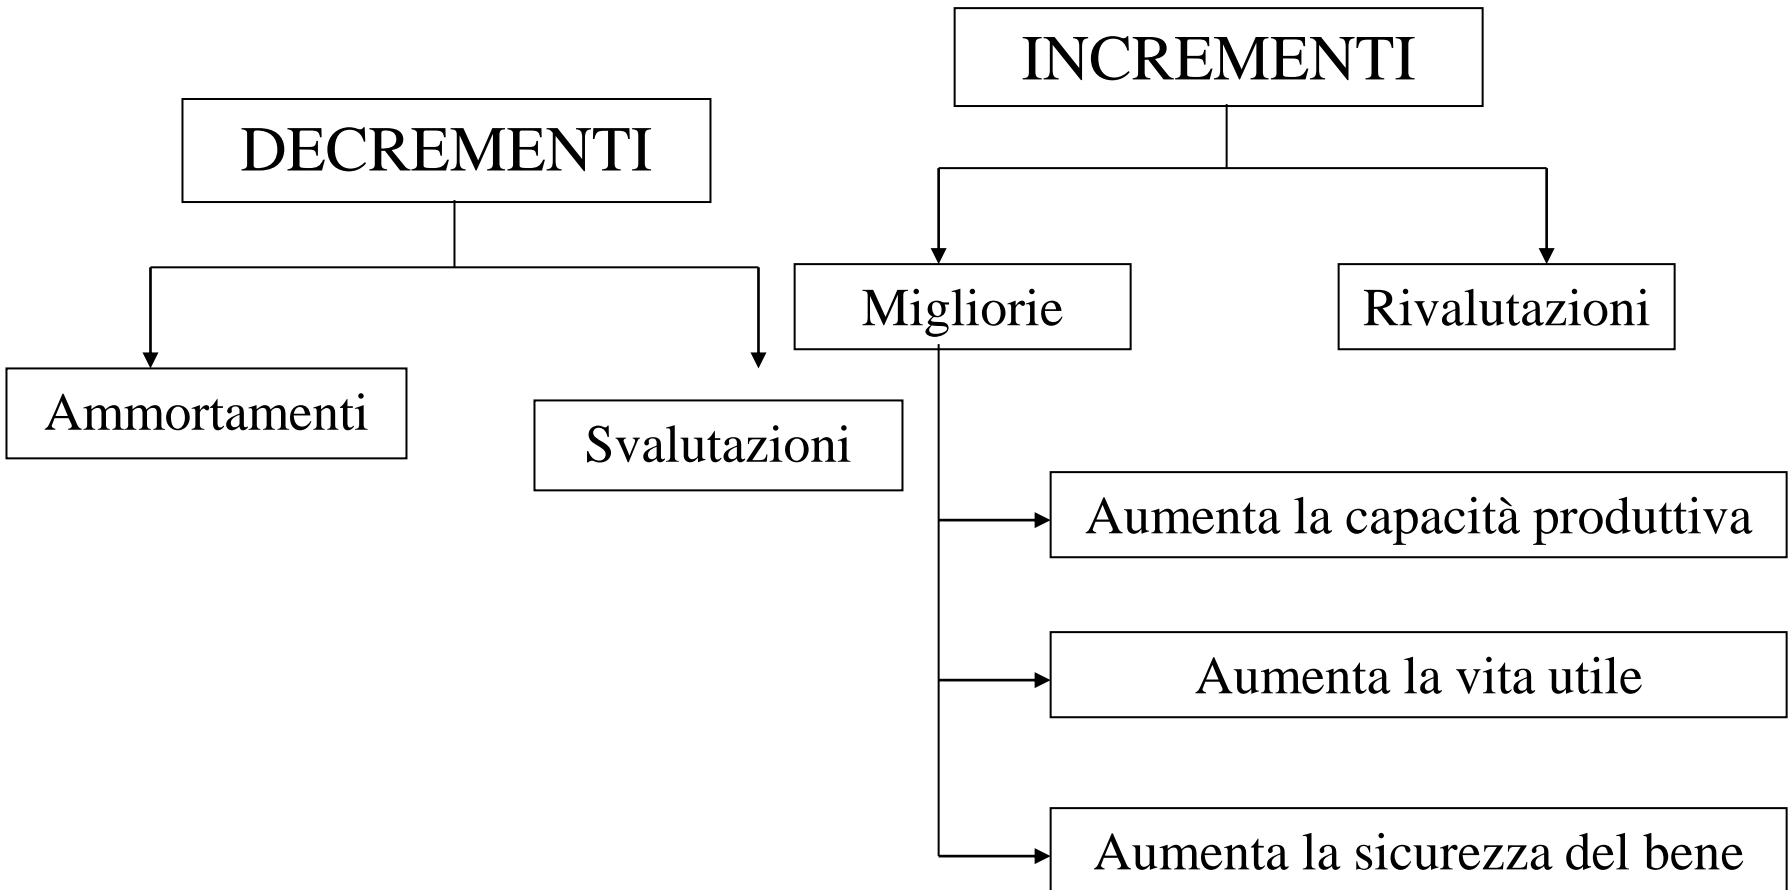 INCREMENTI
DECREMENTI
Migliorie
Rivalutazioni
Ammortamenti
Svalutazioni
Aumenta la capacità produttiva
Aumenta la vita utile
Aumenta la sicurezza del bene